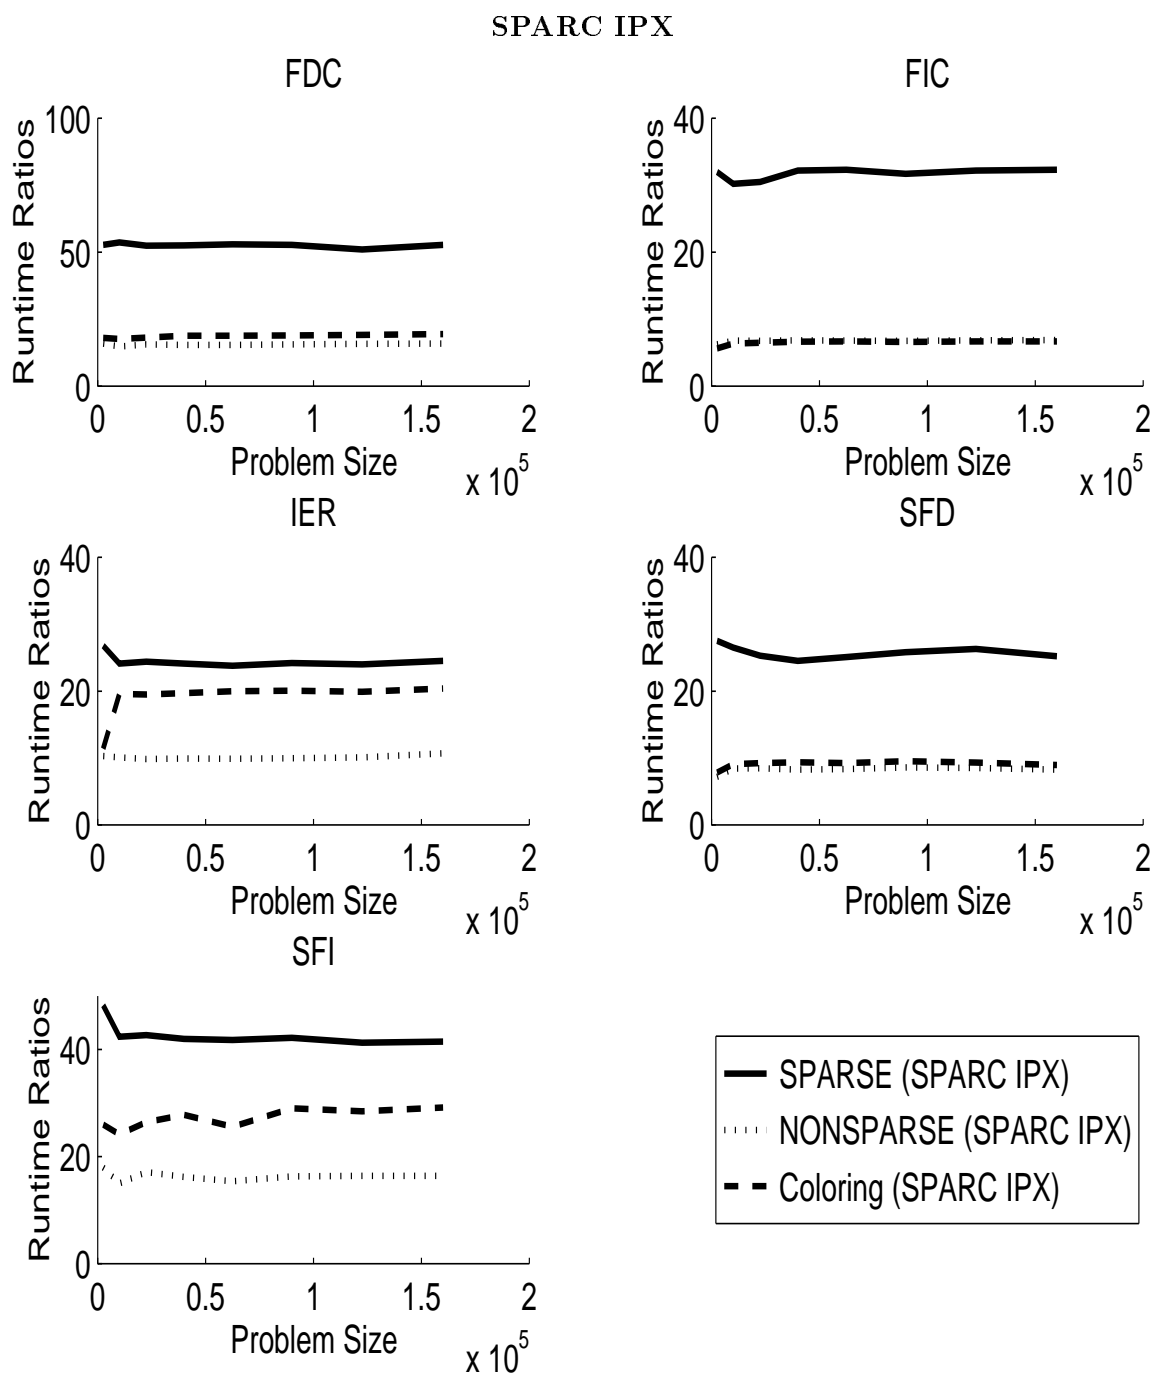 SPARC IPX
FDC
Runtime Ratios
100
50
0
0 0.5 1 1.5 2
Problem Size
x 10^5
FIC
Runtime Ratios
40
20
0
0 0.5 1 1.5 2
Problem Size
x 10^5
IER
Runtime Ratios
40
20
0
0 0.5 1 1.5 2
Problem Size
x 10^5
SFD
Runtime Ratios
40
20
0
0 0.5 1 1.5 2
Problem Size
x 10^5
SFI
Runtime Ratios
40
20
0
0 0.5 1 1.5 2
Problem Size
x 10^5
SPARSE (SPARC IPX)
NONSPARSE (SPARC IPX)
Coloring (SPARC IPX)